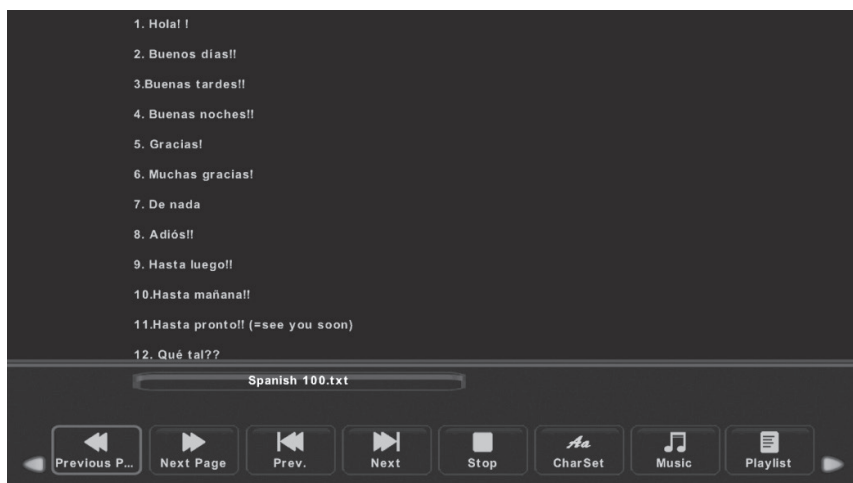 1. Hola! !
2. Buenos días!!
3.Buenas tardes!!
4. Buenas noches!!
5. Gracias!
6. Muchas gracias!
7. De nada
8. Adiós!!
9. Hasta luego!!
10.Hasta mañana!!
11.Hasta pronto!! (=see you soon)
12. Qué tal??
Spanish 100.txt
Previous P... Next Page Prev. Next Stop Aa CharSet Music Playlist